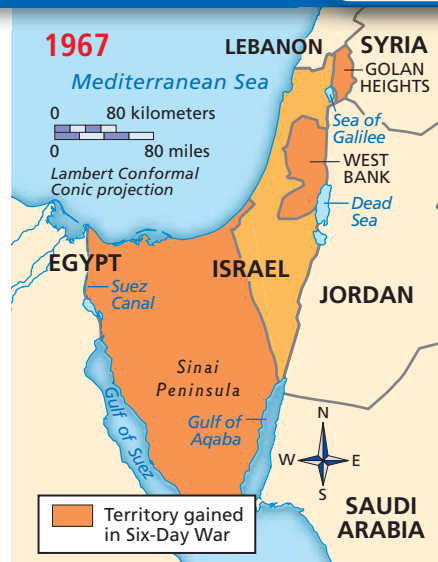 1967
LEBANON
SYRIA
GOLAN
HEIGHTS
Mediterranean Sea
0 80 kilometers
0 80 miles
Lambert Conformal
Conic projection
Sea of
Galilee
WEST
BANK
Dead
Sea
EGYPT
ISRAEL
Suez
Canal
JORDAN
Sinai
Peninsula
Gulf of Suez
Gulf of
Aqaba
N
W E
S
SAUDI
ARABIA
Territory gained
in Six-Day War